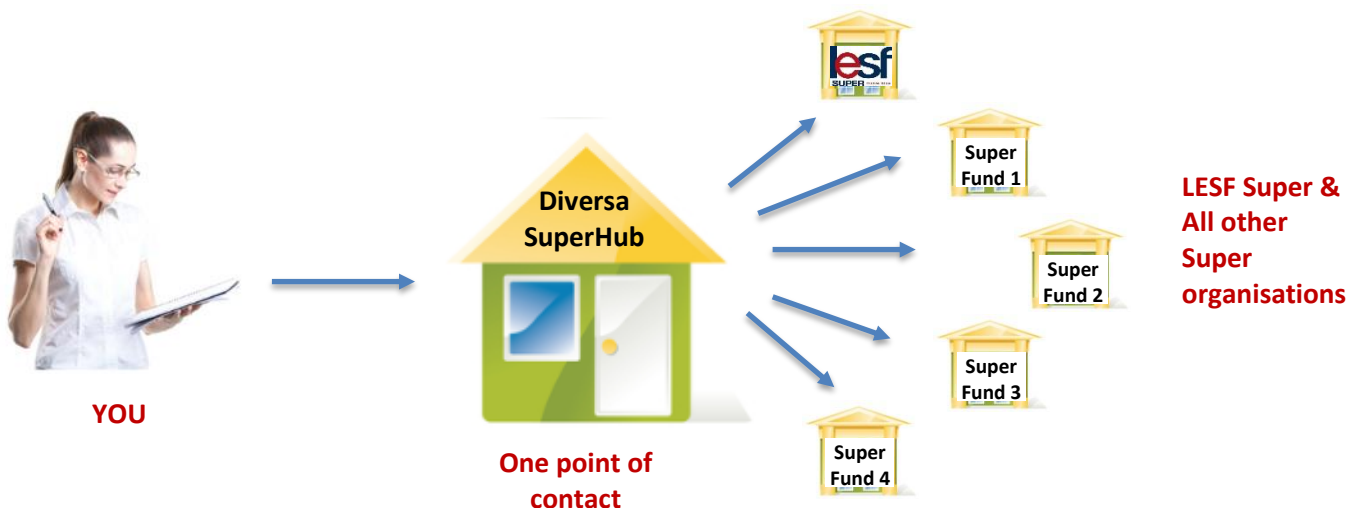 YOU
Diversa
SuperHub
One point of
contact
lesf
SUPER
Super
Fund 1
Super
Fund 2
Super
Fund 3
Super
Fund 4
LESF Super &
All other
Super
organisations